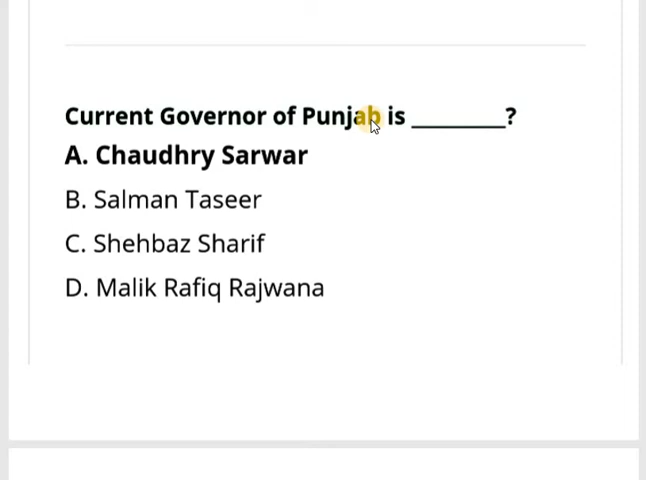 Current Governor of Punjab is ________?
A. Chaudhry Sarwar
B. Salman Taseer
C. Shehbaz Sharif
D. Malik Rafiq Rajwana